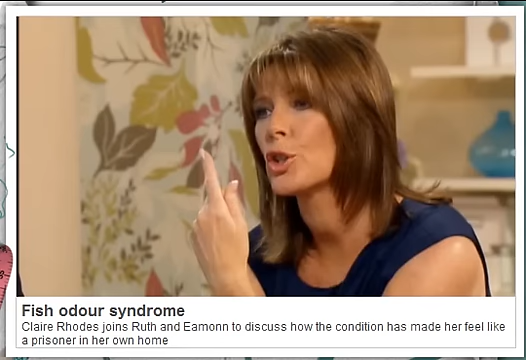 Fish odour syndrome
Claire Rhodes joins Ruth and Eamonn to discuss how the condition has made her feel like
a prisoner in her own home